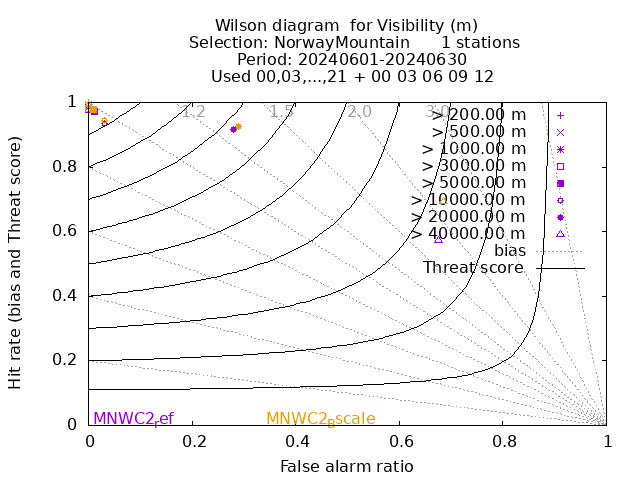 Wilson diagram  for Visibility (m)
Selection: NorwayMountain      1 stations
Period: 20240601-20240630
Used 00,03,...,21 + 00 03 06 09 12
Hit rate (bias and Threat score)
1
0.8
0.6
0.4
0.2
0
1.2
1.5
2.0
3.0
> 200.00 m
> 500.00 m
> 1000.00 m
> 3000.00 m
> 5000.00 m
> 10000.00 m
> 20000.00 m
> 40000.00 m
bias
Threat score
MNWC2ref
MNWC2Bscale
0
0.2
0.4
0.6
0.8
1
False alarm ratio